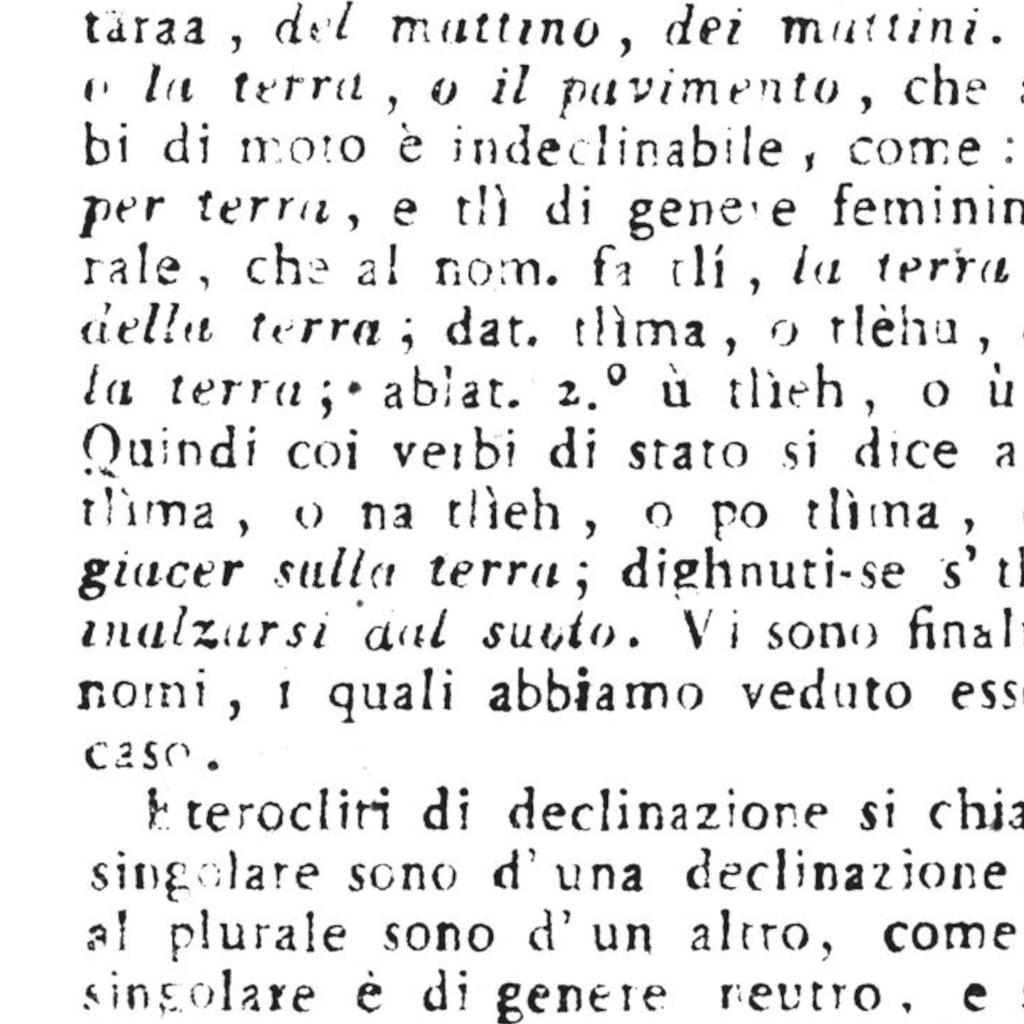 taraa, del mattino, dei mattini.
o la terra, o il pavimento, che
bi di moto è indeclinabile, come:
per terra, e tlì di genere feminin
rale, che al nom. fa tlí, la terra
della terra; dat. tlìma, o tlèhu,
la terra; ablat. 2.º ù tlìeh, o ù
Quindi coi verbi di stato si dice a
tlìma, o na tlìeh, o po tlìma,
giacer sulla terra; dighnuti-se s' tl
inalzarsi dal suolo. Vi sono final
nomi, i quali abbiamo veduto ess
caso.
Eterocliti di declinazione si chia
singolare sono d'una declinazione
al plurale sono d'un altro, come
singolare è di genere neutro, e